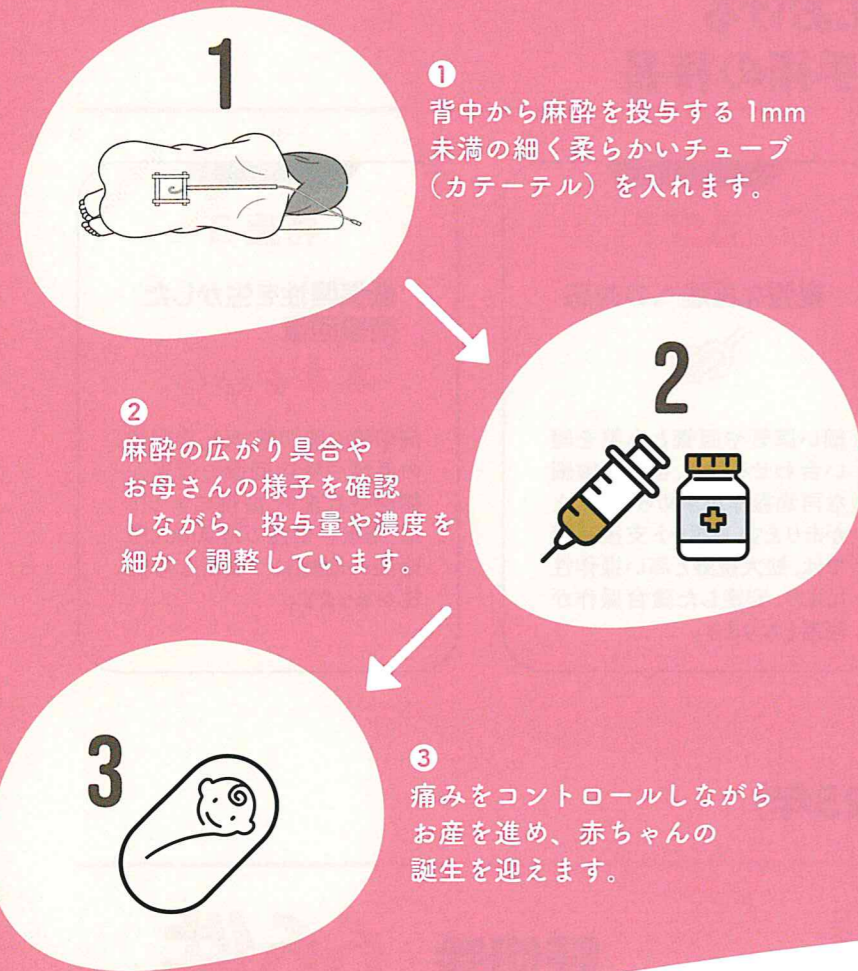 1
❶
背中から麻酔を投与する 1mm
未満の細く柔らかいチューブ
（カテーテル）を入れます。
2
❷
麻酔の広がり具合や
お母さんの様子を確認
しながら、投与量や濃度を
細かく調整しています。
3
❸
痛みをコントロールしながら
お産を進め、赤ちゃんの
誕生を迎えます。